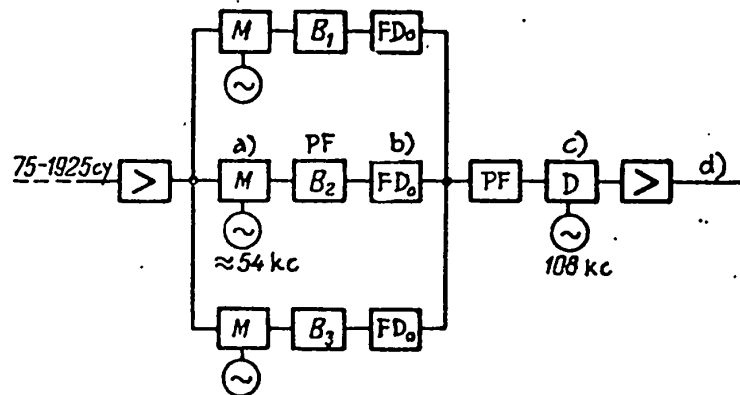 M B₁ FD₀
~
a) PF b)
75-1925cy > M B₂ FD₀ PF c) D > d)
~ ~
≈54 kc 108 kc
M B₃ FD₀
~